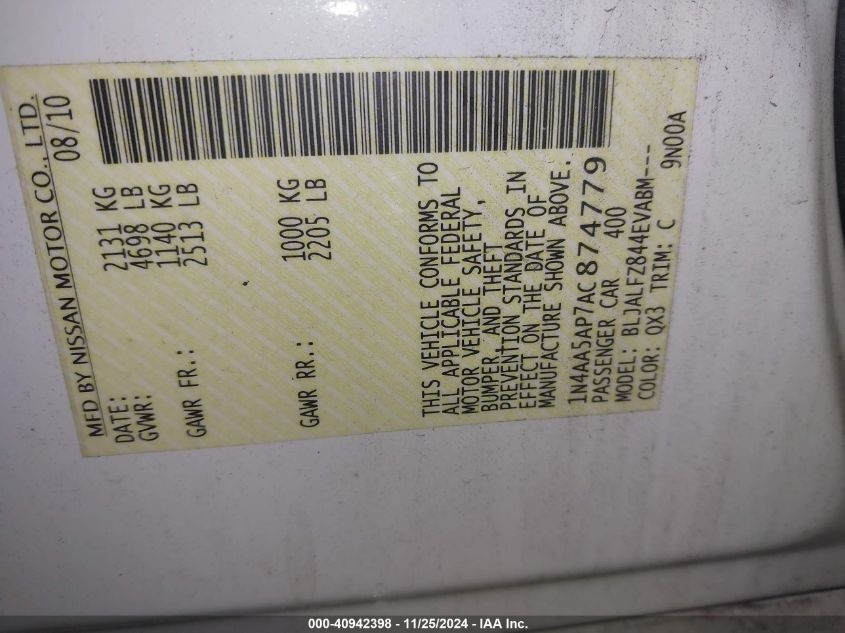 MFD BY NISSAN MOTOR CO., LTD.
DATE: 08/10
GVWR: 2131 KG
4698 LB
GAWR FR.: 1140 KG
2513 LB
GAWR RR.: 1000 KG
2205 LB
THIS VEHICLE CONFORMS TO
ALL APPLICABLE FEDERAL
MOTOR VEHICLE SAFETY,
BUMPER AND THEFT
PREVENTION STANDARDS IN
EFFECT ON THE DATE OF
MANUFACTURE SHOWN ABOVE.
1N4AA5AP7AC874779
PASSENGER CAR 400
MODEL: BLJALFZ844EVABM---
COLOR: QX3 TRIM: C 9N00A
000-40942398 - 11/25/2024 - IAA Inc.